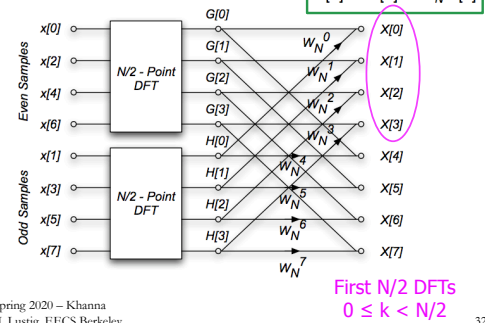 G[0]
x[0]
W_N^0
X[0]
G[1]
x[2]
N/2 - Point
DFT
W_N^1
X[1]
G[2]
x[4]
W_N^2
X[2]
G[3]
x[6]
W_N^3
X[3]
Even Samples
H[0]
x[1]
W_N^4
X[4]
H[1]
x[3]
N/2 - Point
DFT
W_N^5
X[5]
H[2]
x[5]
W_N^6
X[6]
H[3]
x[7]
W_N^7
X[7]
Odd Samples
First N/2 DFTs
0 ≤ k < N/2
pring 2020 – Khanna
32